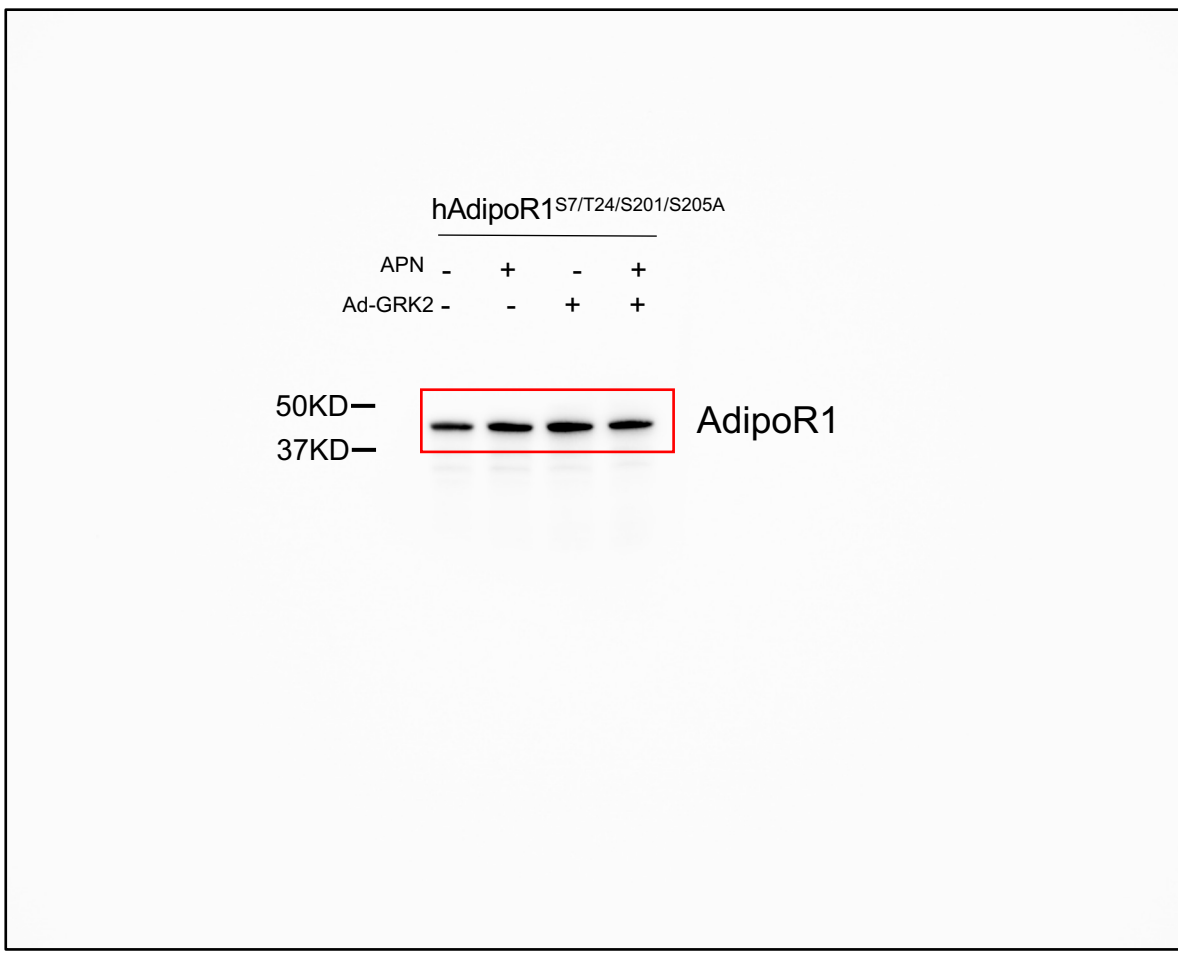 hAdipoR1S7/T24/S201/S205A
APN - + - +
Ad-GRK2 - - + +
50KD
AdipoR1
37KD